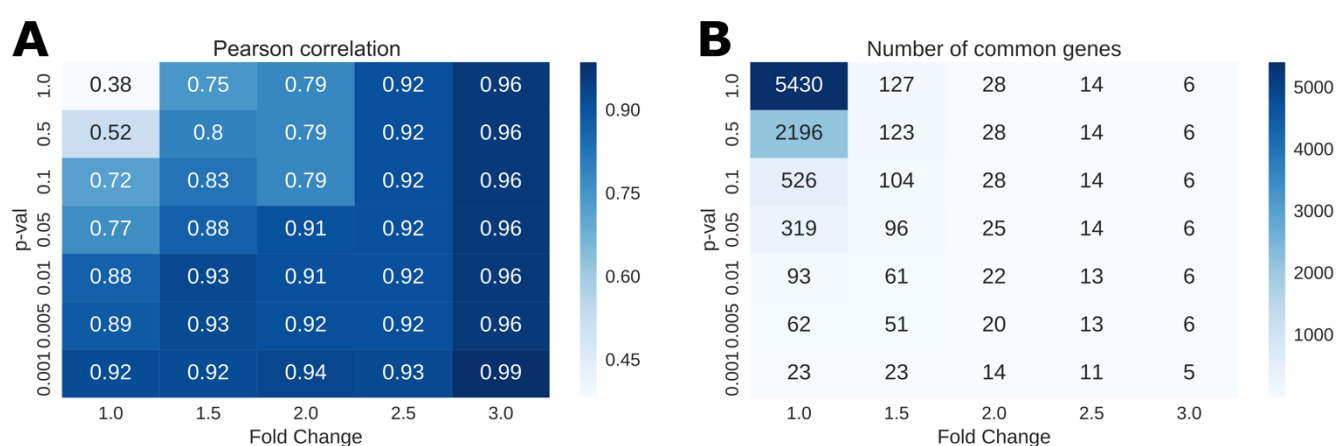 A
Pearson correlation
p-val
1.0 0.38 0.75 0.79 0.92 0.96
0.5 0.52 0.8 0.79 0.92 0.96
0.1 0.72 0.83 0.79 0.92 0.96
0.05 0.77 0.88 0.91 0.92 0.96
0.01 0.88 0.93 0.91 0.92 0.96
0.005 0.89 0.93 0.92 0.92 0.96
0.001 0.92 0.92 0.94 0.93 0.99
1.0 1.5 2.0 2.5 3.0
Fold Change
0.90
0.75
0.60
0.45
B
Number of common genes
p-val
1.0 5430 127 28 14 6
0.5 2196 123 28 14 6
0.1 526 104 28 14 6
0.05 319 96 25 14 6
0.01 93 61 22 13 6
0.005 62 51 20 13 6
0.001 23 23 14 11 5
1.0 1.5 2.0 2.5 3.0
Fold Change
5000
4000
3000
2000
1000